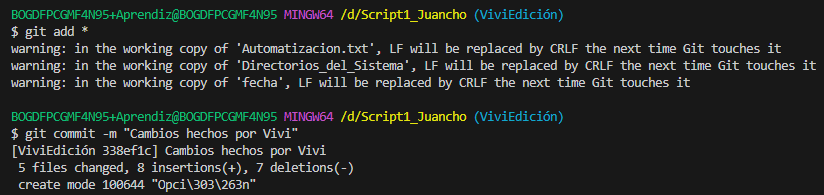 BOGDFPCGMF4N95+Aprendiz@BOGDFPCGMF4N95 MINGW64 /d/Script1_Juancho (ViviEdición)
$ git add *
warning: in the working copy of 'Automatizacion.txt', LF will be replaced by CRLF the next time Git touches it
warning: in the working copy of 'Directorios_del_Sistema', LF will be replaced by CRLF the next time Git touches it
warning: in the working copy of 'fecha', LF will be replaced by CRLF the next time Git touches it
BOGDFPCGMF4N95+Aprendiz@BOGDFPCGMF4N95 MINGW64 /d/Script1_Juancho (ViviEdición)
$ git commit -m "Cambios hechos por Vivi"
[ViviEdición 338ef1c] Cambios hechos por Vivi
 5 files changed, 8 insertions(+), 7 deletions(-)
 create mode 100644 "Opci\303\263n"